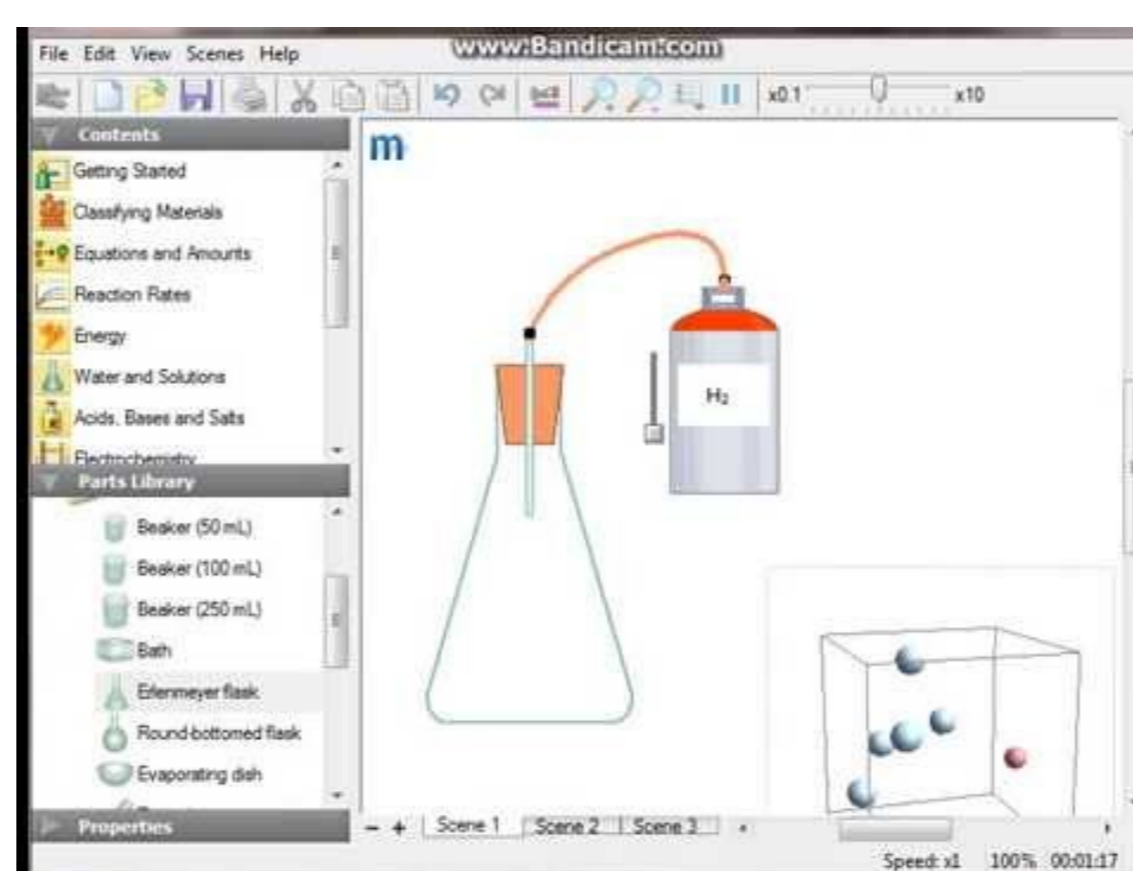 www.Bandicam.com
File Edit View Scenes Help
x0.1 x10
Contents
Getting Started
Classifying Materials
Equations and Amounts
Reaction Rates
Energy
Water and Solutions
Acids, Bases and Salts
Electrochemistry
Parts Library
Beaker (50 mL)
Beaker (100 mL)
Beaker (250 mL)
Bath
Erlenmeyer flask
Round-bottomed flask
Evaporating dish
Properties
m
H₂
Scene 1 Scene 2 Scene 3
Speed: x1 100% 00:01:17